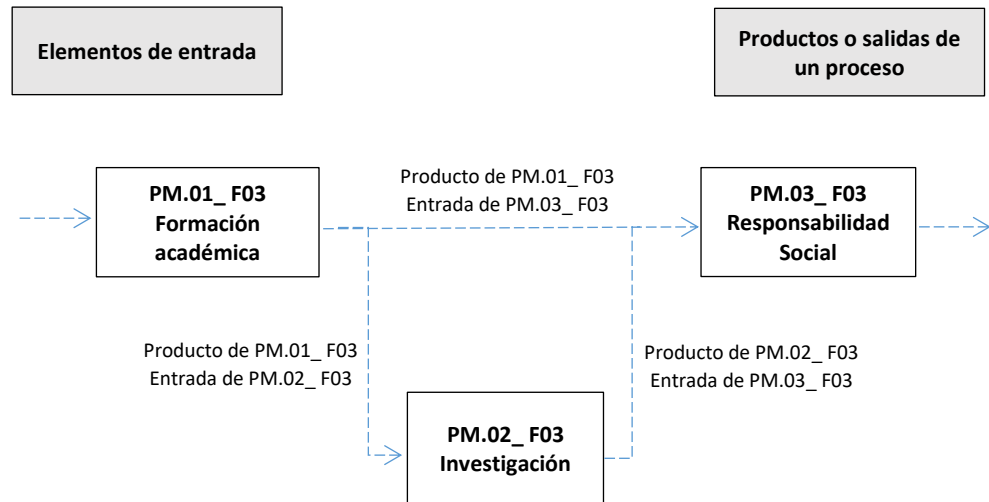 Elementos de entrada
Productos o salidas de
un proceso
PM.01_ F03
Formación
académica
Producto de PM.01_ F03
Entrada de PM.03_ F03
PM.03_ F03
Responsabilidad
Social
Producto de PM.01_ F03
Entrada de PM.02_ F03
Producto de PM.02_ F03
Entrada de PM.03_ F03
PM.02_ F03
Investigación